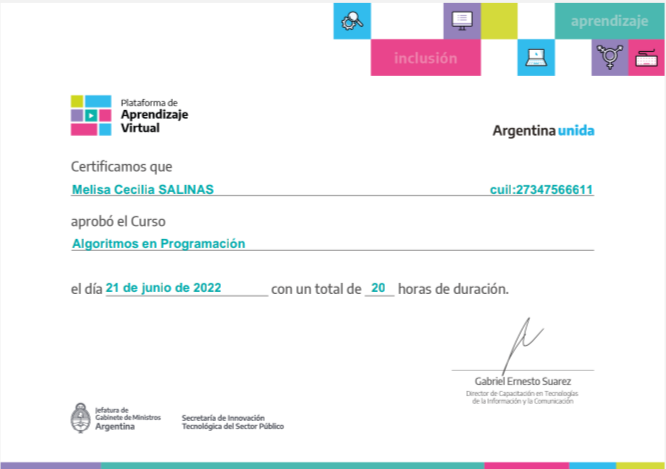 aprendizaje
inclusión
Plataforma de
Aprendizaje
Virtual
Argentina unida
Certificamos que
Melisa Cecilia SALINAS cuil:27347566611
aprobó el Curso
Algoritmos en Programación
el día 21 de junio de 2022 con un total de 20 horas de duración.
Gabriel Ernesto Suarez
Director de Capacitación en Tecnologías
de la Información y la Comunicación
Jefatura de
Gabinete de Ministros
Argentina
Secretaría de Innovación
Tecnológica del Sector Público